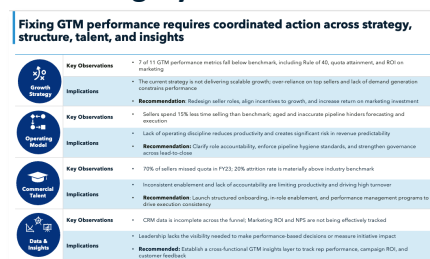 Fixing GTM performance requires coordinated action across strategy,
structure, talent, and insights
Growth
Strategy
Key Observations
• 7 of 11 GTM performance metrics fall below benchmark, including Rule of 40, quota attainment, and ROI on
marketing
Implications
• The current strategy is not delivering scalable growth; over-reliance on top sellers and lack of demand generation
constrains performance
• Recommendation: Redesign seller roles, align incentives to growth, and increase return on marketing investment
Operating
Model
Key Observations
• Sellers spend 15% less time selling than benchmark; aged and inaccurate pipeline hinders forecasting and
execution
Implications
• Lack of operating discipline reduces productivity and creates significant risk in revenue predictability
• Recommendation: Clarify role accountability, enforce pipeline hygiene standards, and strengthen governance
across lead-to-close
Commercial
Talent
Key Observations
• 70% of sellers missed quota in FY23; 20% attrition rate is materially above industry benchmark
Implications
• Inconsistent enablement and lack of accountability are limiting productivity and driving high turnover
• Recommendation: Launch structured onboarding, in-role enablement, and performance management programs to
drive execution consistency
Data &
Insights
Key Observations
• CRM data is incomplete across the funnel; Marketing ROI and NPS are not being effectively tracked
Implications
• Leadership lacks the visibility needed to make performance-based decisions or measure initiative impact
• Recommended: Establish a cross-functional GTM insights layer to track rep performance, campaign ROI, and
customer feedback